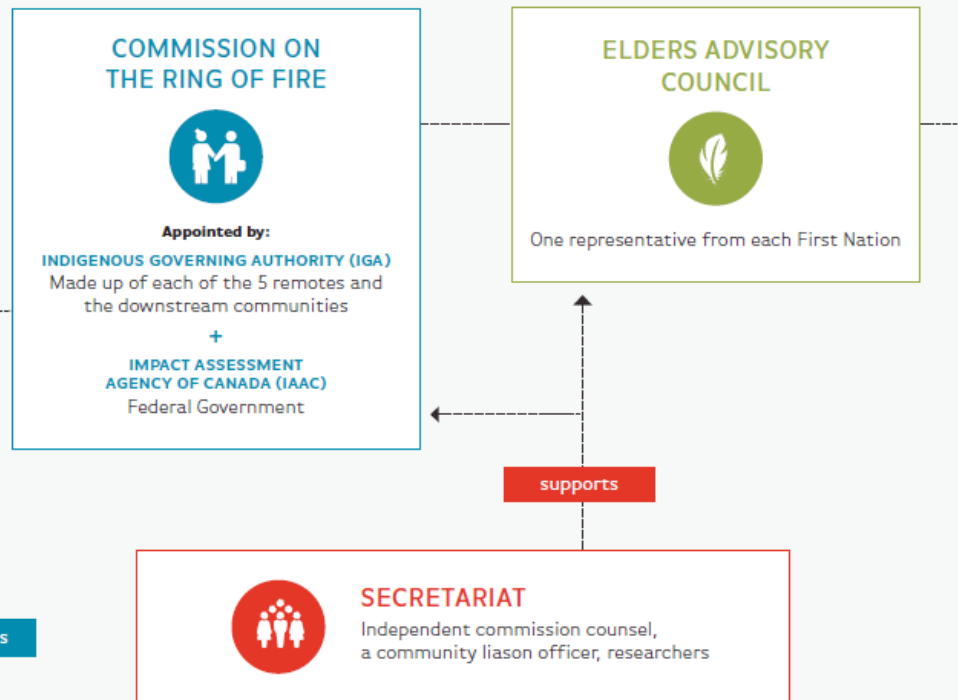 COMMISSION ON
THE RING OF FIRE
Appointed by:
INDIGENOUS GOVERNING AUTHORITY (IGA)
Made up of each of the 5 remotes and
the downstream communities
+
IMPACT ASSESSMENT
AGENCY OF CANADA (IAAC)
Federal Government
ELDERS ADVISORY
COUNCIL
One representative from each First Nation
supports
SECRETARIAT
Independent commission counsel,
a community liason officer, researchers
s